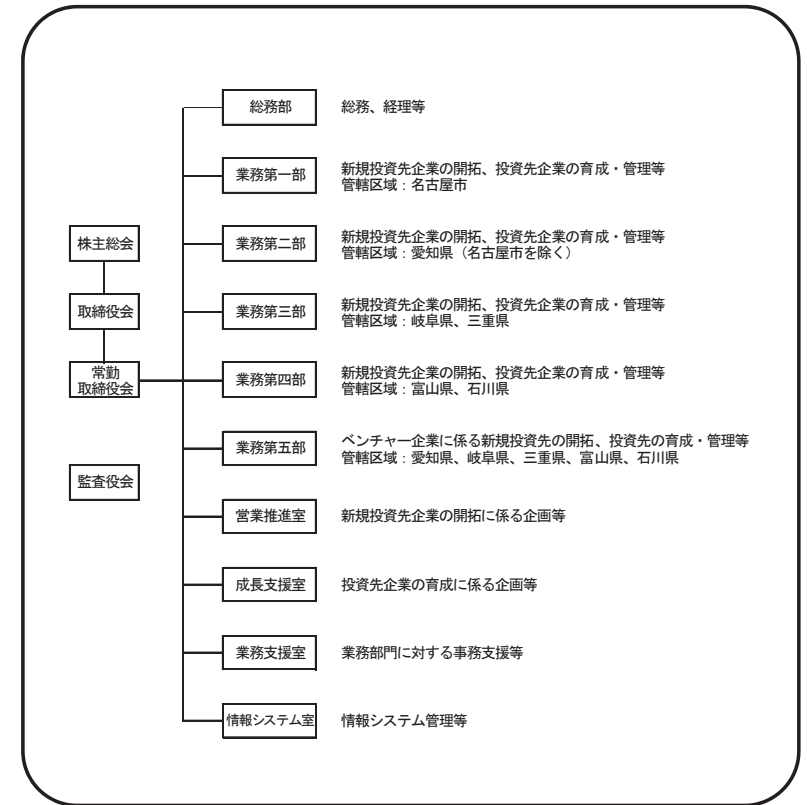 総務部　総務、経理等
業務第一部　新規投資先企業の開拓、投資先企業の育成・管理等
管轄区域：名古屋市
株主総会
業務第二部　新規投資先企業の開拓、投資先企業の育成・管理等
管轄区域：愛知県（名古屋市を除く）
取締役会
業務第三部　新規投資先企業の開拓、投資先企業の育成・管理等
管轄区域：岐阜県、三重県
常勤
取締役会
業務第四部　新規投資先企業の開拓、投資先企業の育成・管理等
管轄区域：富山県、石川県
業務第五部　ベンチャー企業に係る新規投資先の開拓、投資先の育成・管理等
管轄区域：愛知県、岐阜県、三重県、富山県、石川県
監査役会
営業推進室　新規投資先企業の開拓に係る企画等
成長支援室　投資先企業の育成に係る企画等
業務支援室　業務部門に対する事務支援等
情報システム室　情報システム管理等